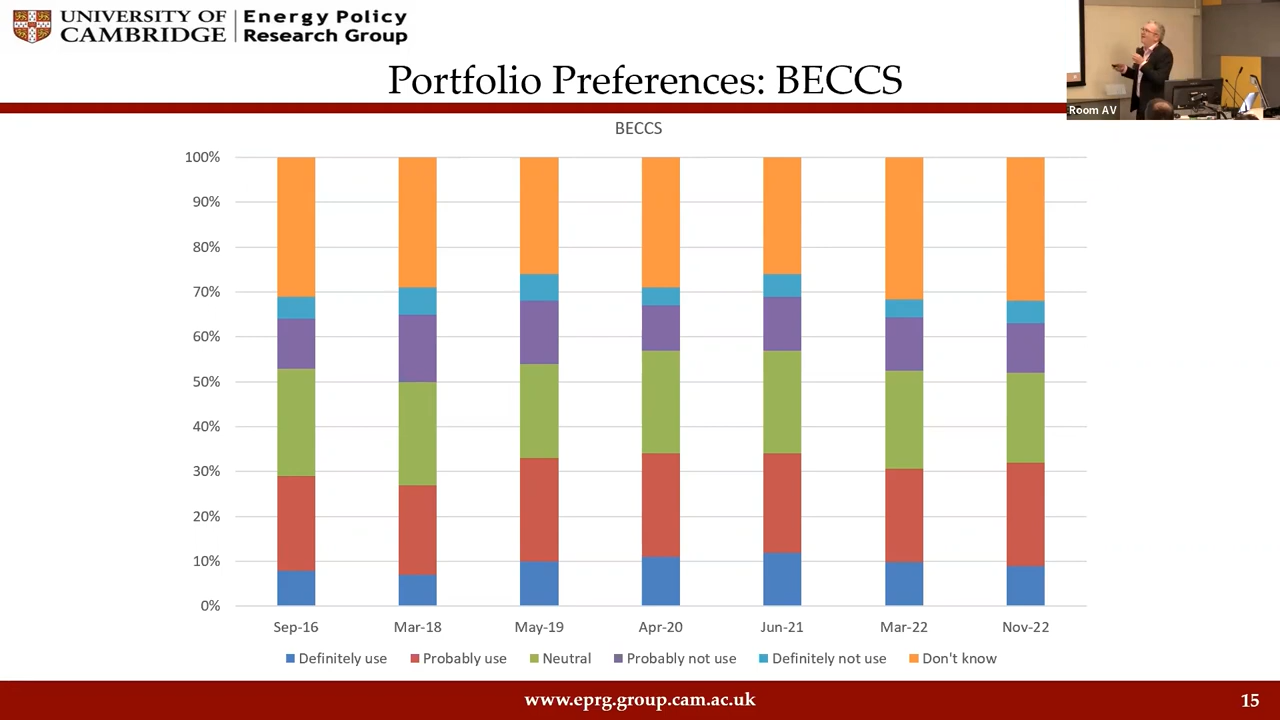 UNIVERSITY OF
CAMBRIDGE
Energy Policy
Research Group
Portfolio Preferences: BECCS
Room AV
BECCS
100%
90%
80%
70%
60%
50%
40%
30%
20%
10%
0%
Sep-16 Mar-18 May-19 Apr-20 Jun-21 Mar-22 Nov-22
Definitely use Probably use Neutral Probably not use Definitely not use Don't know
www.eprg.group.cam.ac.uk
15